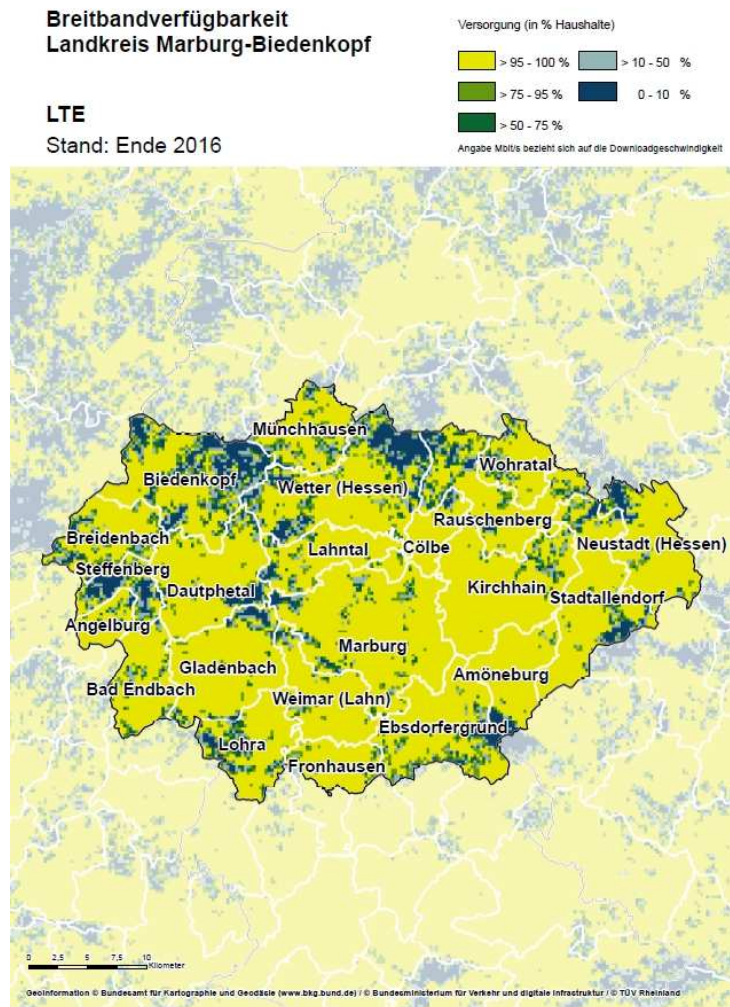 Breitbandverfügbarkeit
Landkreis Marburg-Biedenkopf
LTE
Stand: Ende 2016
Versorgung (in % Haushalte)
> 95 - 100 %
> 10 - 50 %
> 75 - 95 %
0 - 10 %
> 50 - 75 %
Angabe Mbit/s bezieht sich auf die Downloadgeschwindigkeit
Münchhausen
Wohratal
Biedenkopf
Wetter (Hessen)
Rauschenberg
Breidenbach
Lahntal
Cölbe
Neustadt (Hessen)
Steffenberg
Dautphetal
Kirchhain
Stadtallendorf
Angelburg
Marburg
Gladenbach
Amöneburg
Bad Endbach
Weimar (Lahn)
Ebsdorfergrund
Lohra
Fronhausen
0 2,5 5 7,5 10
Kilometer
Geoinformation © Bundesamt für Kartographie und Geodäsie (www.bkg.bund.de) / © Bundesministerium für Verkehr und digitale Infrastruktur / © TÜV Rheinland